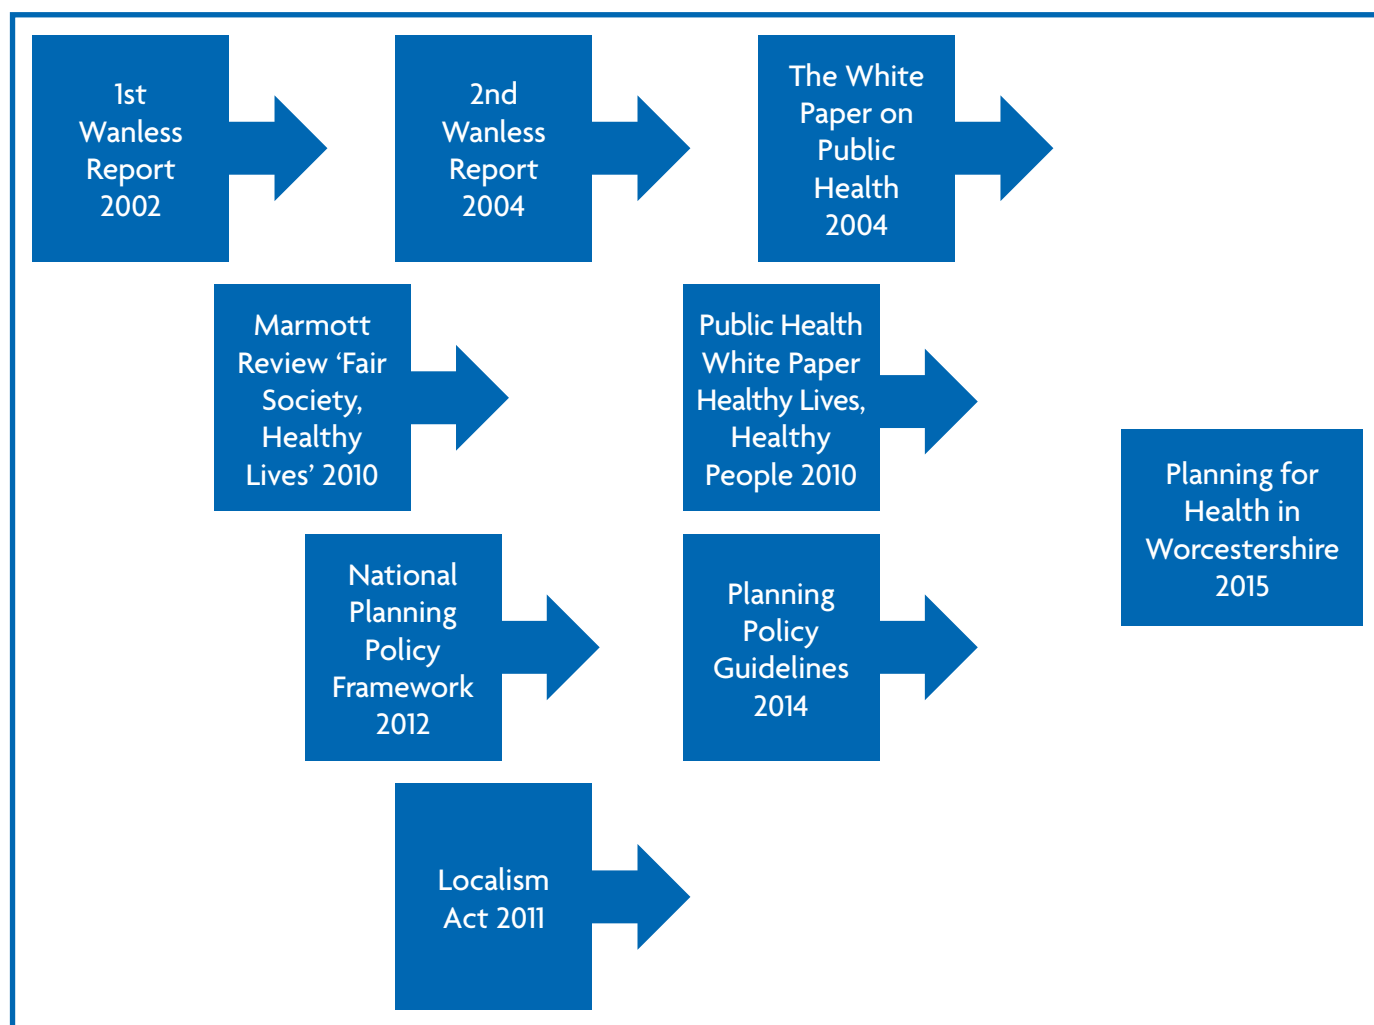 1st
Wanless
Report
2002
2nd
Wanless
Report
2004
The White
Paper on
Public
Health
2004
Marmott
Review ‘Fair
Society,
Healthy
Lives’ 2010
Public Health
White Paper
Healthy Lives,
Healthy
People 2010
Planning for
Health in
Worcestershire
2015
National
Planning
Policy
Framework
2012
Planning
Policy
Guidelines
2014
Localism
Act 2011